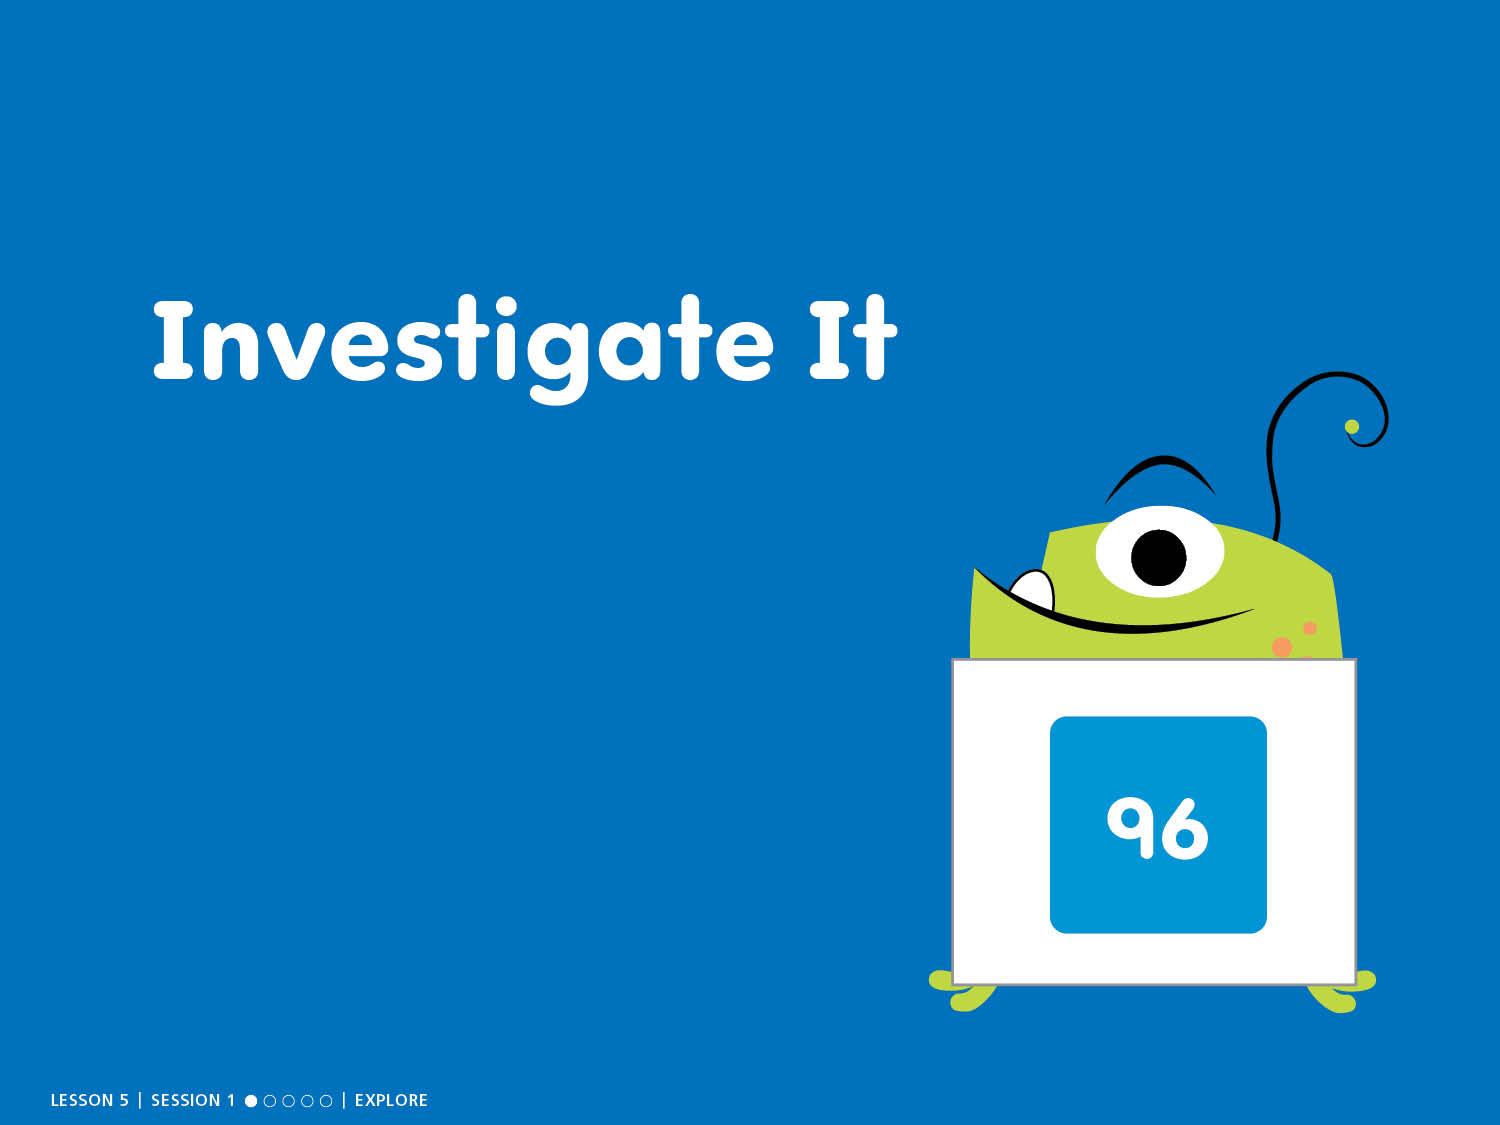 Investigate It
96
LESSON 5 | SESSION 1 ●○○○○ | EXPLORE